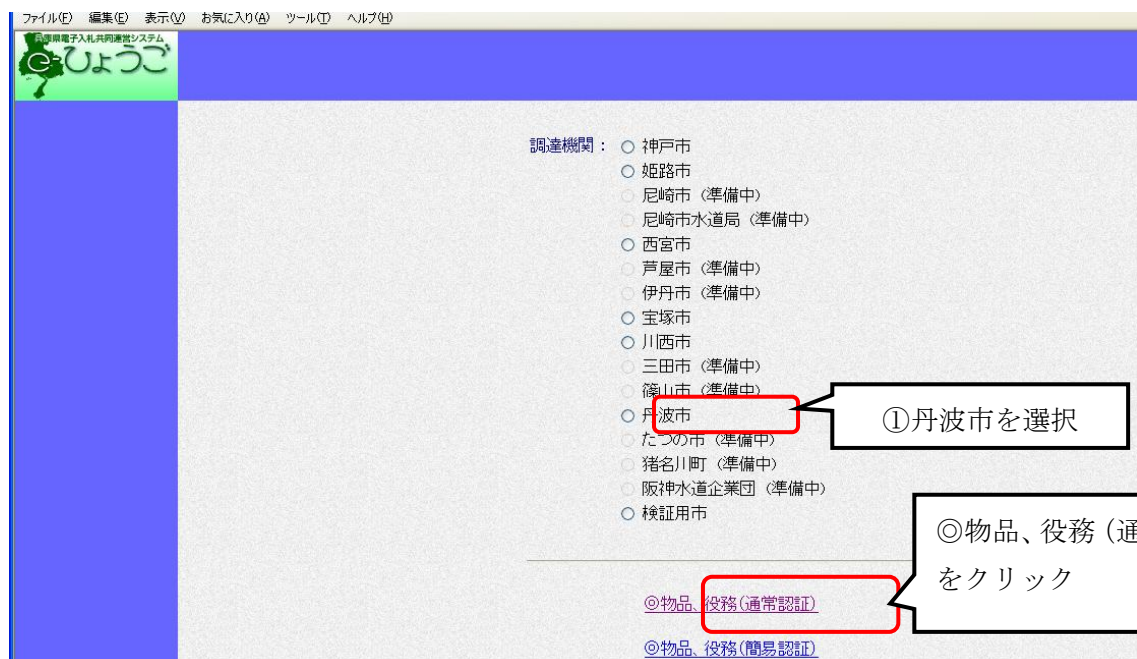 ファイル(F) 編集(E) 表示(V) お気に入り(A) ツール(T) ヘルプ(H)
兵庫県電子入札共同運営システム
e-ひょうご
調達機関： 神戸市
姫路市
尼崎市（準備中）
尼崎市水道局（準備中）
西宮市
芦屋市（準備中）
伊丹市（準備中）
宝塚市
川西市
三田市（準備中）
篠山市（準備中）
丹波市
①丹波市を選択
たつの市（準備中）
猪名川町（準備中）
阪神水道企業団（準備中）
検証用市
◎物品、役務（通
をクリック
◎物品、役務(通常認証)
◎物品、役務(簡易認証)